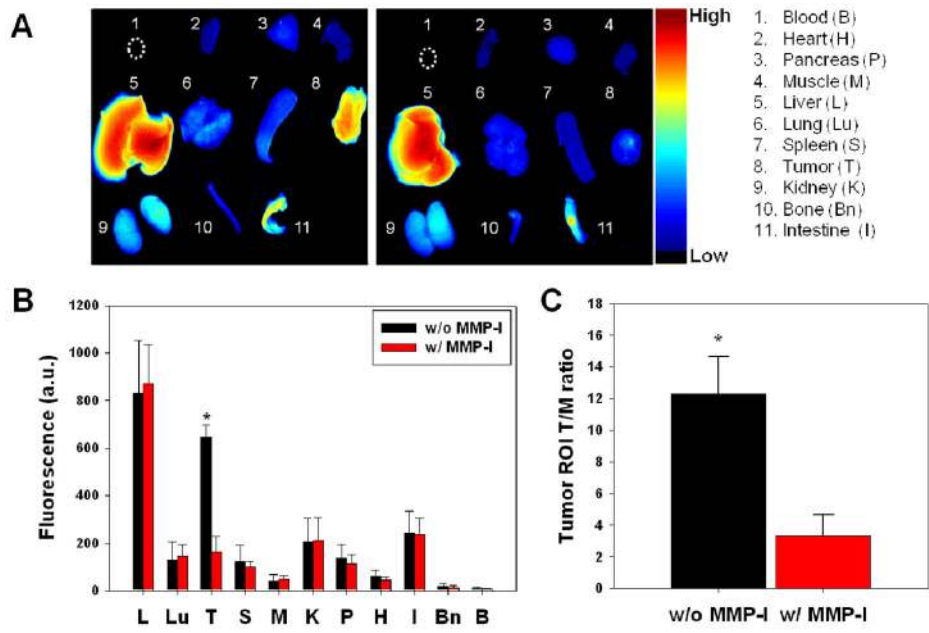 A
1 2 3 4
5 6 7 8
9 10 11
1 2 3 4
5 6 7 8
9 10 11
High
Low
1. Blood (B)
2. Heart (H)
3. Pancreas (P)
4. Muscle (M)
5. Liver (L)
6. Lung (Lu)
7. Spleen (S)
8. Tumor (T)
9. Kidney (K)
10. Bone (Bn)
11. Intestine (I)
B
Fluorescence (a.u.)
1200
1000
800
600
400
200
0
w/o MMP-I
w/ MMP-I
*
L Lu T S M K P H I Bn B
C
Tumor ROI T/M ratio
18
16
14
12
10
8
6
4
2
0
*
w/o MMP-I w/ MMP-I